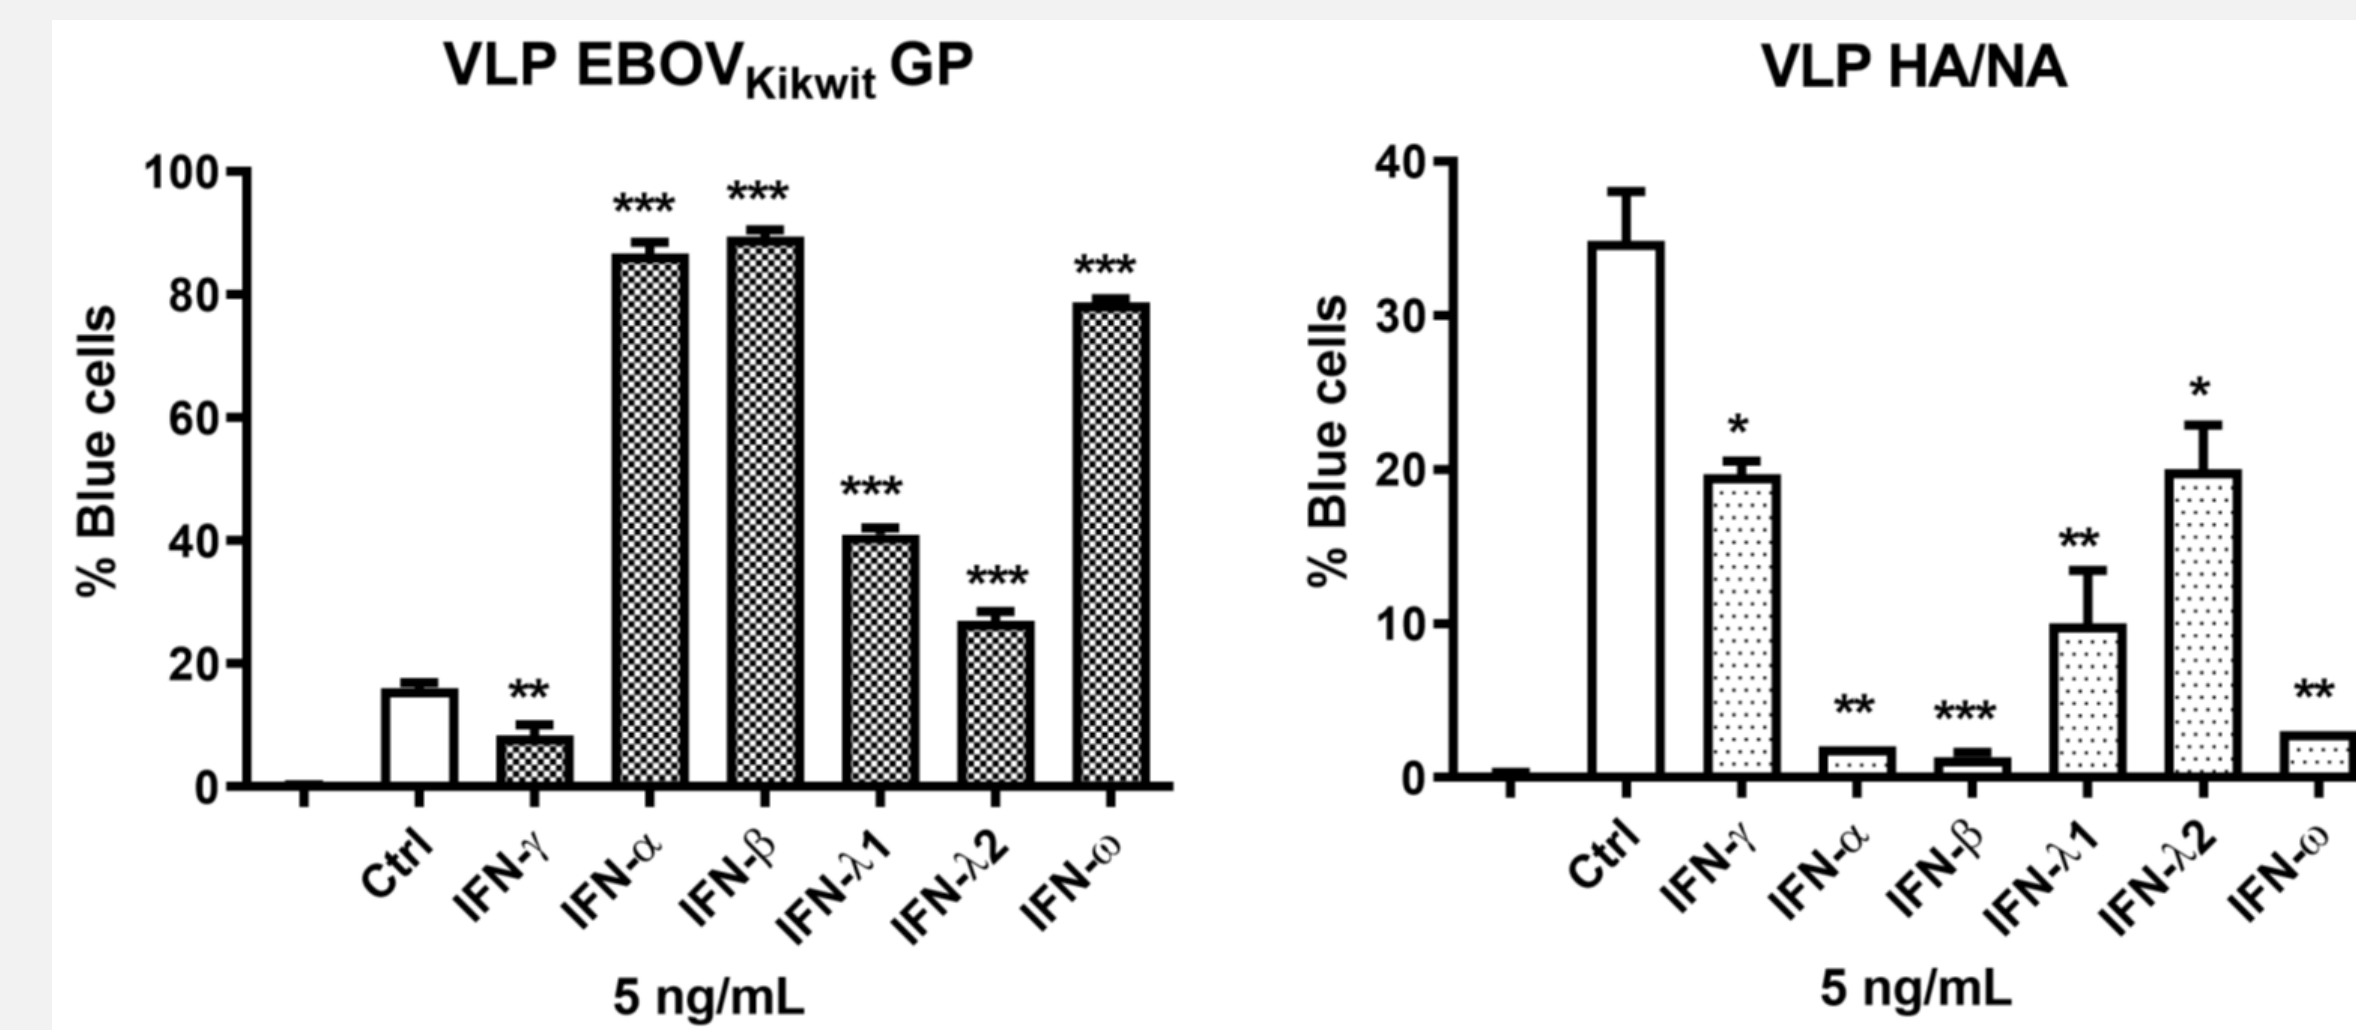 VLP EBOV Kikwit GP
% Blue cells
100
80
60
40
20
0
**
***
***
***
***
***
Ctrl
IFN-γ
IFN-α
IFN-β
IFN-λ1
IFN-λ2
IFN-ω
5 ng/mL
VLP HA/NA
% Blue cells
40
30
20
10
0
*
**
***
**
*
**
Ctrl
IFN-γ
IFN-α
IFN-β
IFN-λ1
IFN-λ2
IFN-ω
5 ng/mL